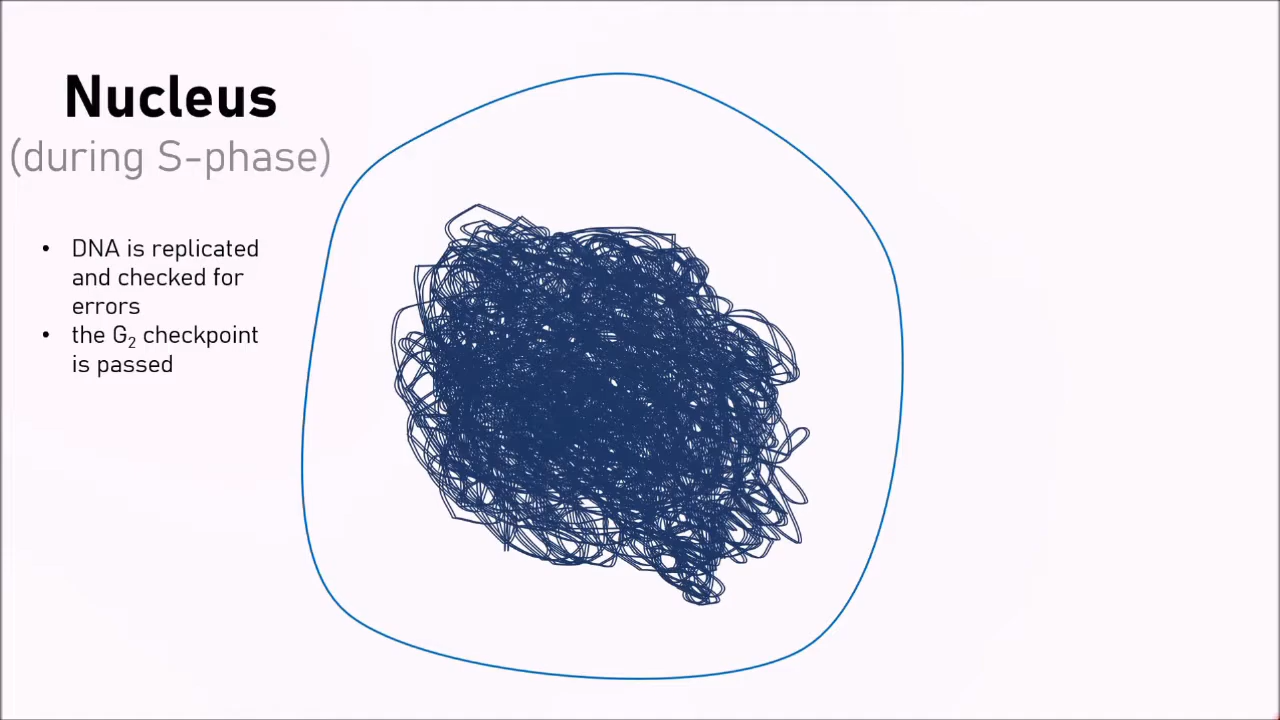 Nucleus
(during S-phase)
• DNA is replicated
and checked for
errors
• the G₂ checkpoint
is passed